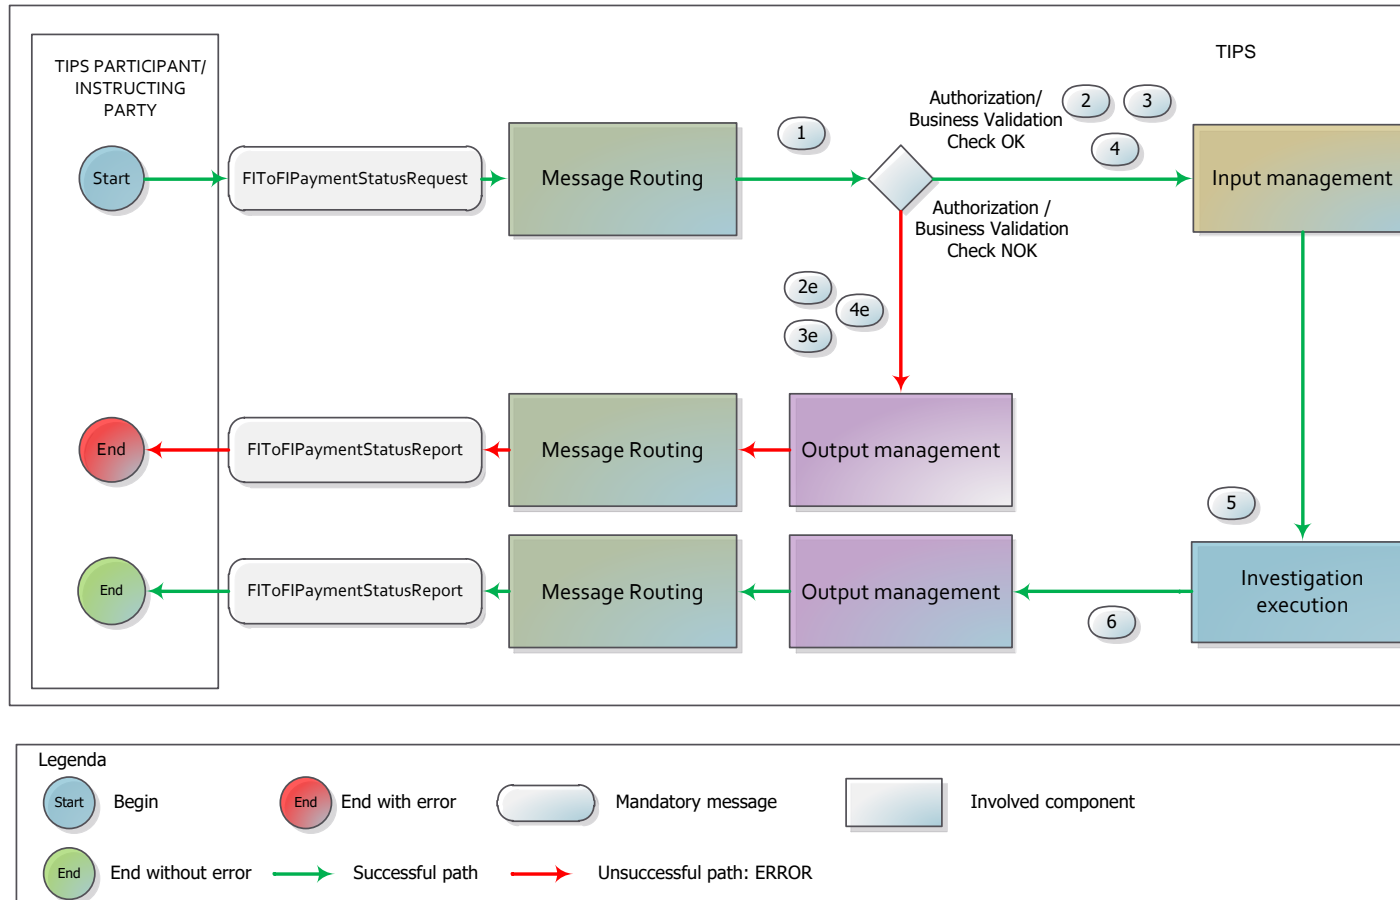 TIPS PARTICIPANT/
INSTRUCTING
PARTY
TIPS
Start
FIToFIPaymentStatusRequest
Message Routing
1
Authorization/
Business Validation
Check OK
2
3
4
Input management
Authorization /
Business Validation
Check NOK
2e
4e
3e
End
FIToFIPaymentStatusReport
Message Routing
Output management
5
End
FIToFIPaymentStatusReport
Message Routing
Output management
6
Investigation
execution
Legenda
Start
Begin
End
End with error
Mandatory message
Involved component
End
End without error
Successful path
Unsuccessful path: ERROR